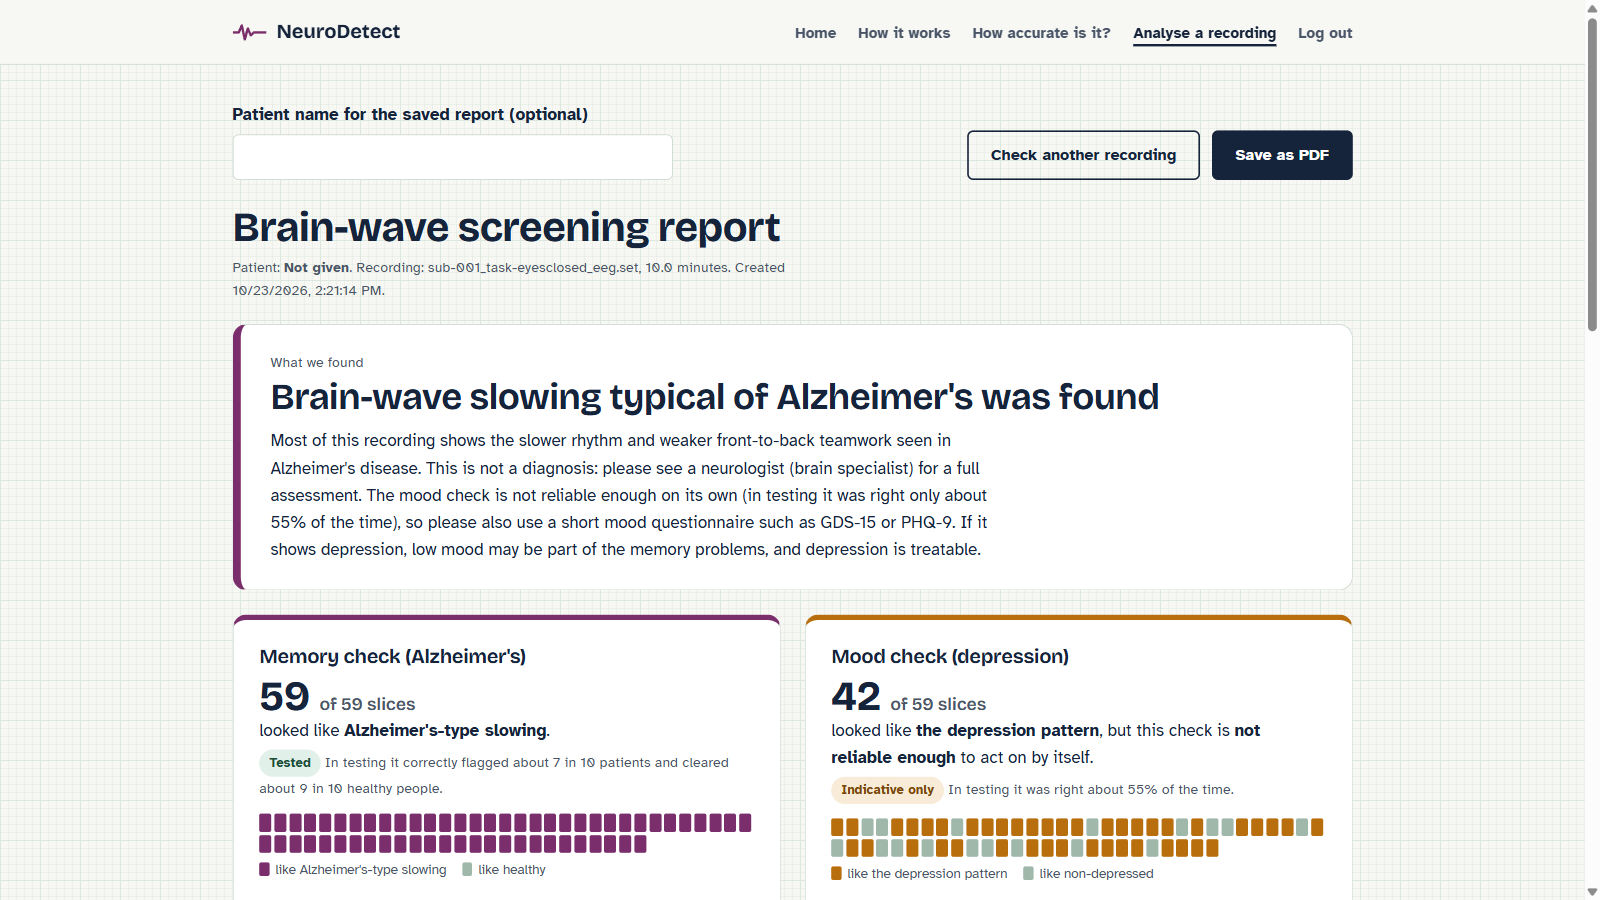 NeuroDetect
Home How it works How accurate is it? Analyse a recording Log out
Patient name for the saved report (optional)
Check another recording Save as PDF
Brain-wave screening report
Patient: Not given. Recording: sub-001_task-eyesclosed_eeg.set, 10.0 minutes. Created
10/23/2026, 2:21:14 PM.
What we found
Brain-wave slowing typical of Alzheimer's was found
Most of this recording shows the slower rhythm and weaker front-to-back teamwork seen in
Alzheimer's disease. This is not a diagnosis: please see a neurologist (brain specialist) for a full
assessment. The mood check is not reliable enough on its own (in testing it was right only about
55% of the time), so please also use a short mood questionnaire such as GDS-15 or PHQ-9. If it
shows depression, low mood may be part of the memory problems, and depression is treatable.
Memory check (Alzheimer's)
59 of 59 slices
looked like Alzheimer's-type slowing.
Tested In testing it correctly flagged about 7 in 10 patients and cleared
about 9 in 10 healthy people.
like Alzheimer's-type slowing like healthy
Mood check (depression)
42 of 59 slices
looked like the depression pattern, but this check is not
reliable enough to act on by itself.
Indicative only In testing it was right about 55% of the time.
like the depression pattern like non-depressed